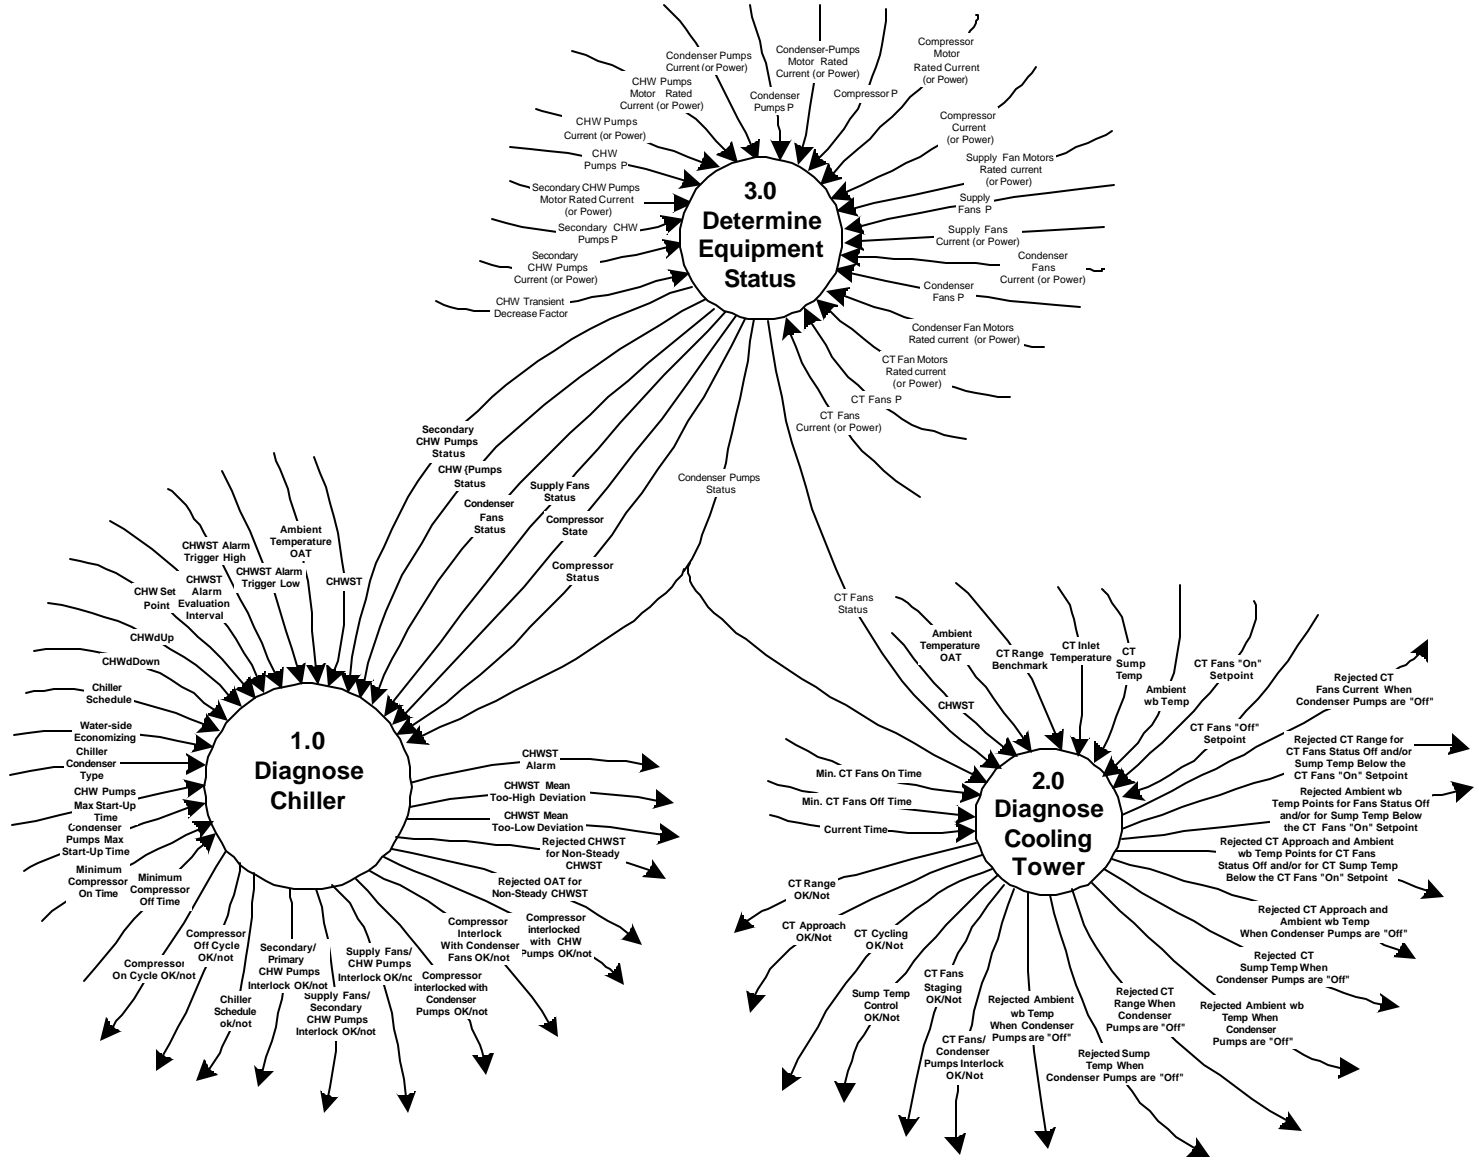 Condenser Pumps
Current (or Power)
Condenser-Pumps
Motor Rated
Current (or Power)
Compressor
Motor
Rated Current
(or Power)
CHW Pumps
Motor Rated
Current (or Power)
Condenser
Pumps P
Compressor P
CHW Pumps
Current (or Power)
Compressor
Current
(or Power)
CHW
Pumps P
Supply Fan Motors
Rated current
(or Power)
Secondary CHW Pumps
Motor Rated Current
(or Power)
Supply
Fans P
Secondary CHW
Pumps P
Supply Fans
Current (or Power)
Secondary
CHW Pumps
Current (or Power)
Condenser
Fans
Current (or Power)
CHW Transient
Decrease Factor
Condenser
Fans P
Condenser Fan Motors
Rated current (or Power)
CT Fan Motors
Rated current
(or Power)
CT Fans P
CT Fans
Current (or Power)
3.0
Determine
Equipment
Status
Secondary
CHW Pumps
Status
CHW {Pumps
Status
Condenser
Fans
Status
Supply Fans
Status
Compressor
State
Compressor
Status
Condenser Pumps
Status
CT Fans
Status
Ambient
Temperature
OAT
CHWST
CHWST Alarm
Trigger High
CHWST Alarm
Trigger Low
CHWST
Alarm
Evaluation
Interval
CHW Set
Point
CHWdUp
CHWdDown
Chiller
Schedule
Water-side
Economizing
Chiller
Condenser
Type
CHW Pumps
Max Start-Up
Time
Condenser
Pumps Max
Start-Up Time
Minimum
Compressor
On Time
Minimum
Compressor
Off Time
1.0
Diagnose
Chiller
CHWST
Alarm
CHWST Mean
Too-High Deviation
CHWST Mean
Too-Low Deviation
Rejected CHWST
for Non-Steady
CHWST
Rejected OAT for
Non-Steady CHWST
Compressor
interlocked
with CHW
Pumps OK/not
Compressor
Interlock
With Condenser
Fans OK/not
Compressor
interlocked with
Condenser
Pumps OK/not
Supply Fans/
CHW Pumps
Interlock OK/nc
Supply Fans/
Secondary
CHW Pumps
Interlock OK/not
Secondary/
Primary
CHW Pumps
Interlock OK/not
Chiller
Schedule
ok/not
Compressor
Off Cycle
OK/not
Compressor
On Cycle OK/not
Ambient
Temperature
OAT
CHWST
CT Range
Benchmark
CT Inlet
Temperature
CT
Sump
Temp
Ambient
wb Temp
CT Fans "On"
Setpoint
CT Fans "Off"
Setpoint
Min. CT Fans On Time
Min. CT Fans Off Time
Current Time
2.0
Diagnose
Cooling
Tower
Rejected CT
Fans Current When
Condenser Pumps are "Off"
Rejected CT Range for
CT Fans Status Off and/or
Sump Temp Below the
CT Fans "On" Setpoint
Rejected Ambient wb
Temp Points for Fans Status Off
and/or for Sump Temp Below
the CT Fans "On" Setpoint
Rejected CT Approach and Ambient
wb Temp Points for CT Fans
Status Off and/or for CT Sump Temp
Below the CT Fans "On" Setpoint
Rejected CT Approach and
Ambient wb Temp
When Condenser Pumps are "Off"
Rejected CT
Sump Temp When
Condenser Pumps are "Off"
Rejected Ambient wb
Temp When
Condenser
Pumps are "Off"
Rejected CT
Range When
Condenser
Pumps are "Off"
Rejected Sump
Temp When
Condenser Pumps are "Off"
Rejected Ambient
wb Temp
When Condenser
Pumps are "Off"
CT Fans/
Condenser
Pumps Interlock
OK/Not
CT Fans
Staging
OK/Not
Sump Temp
Control
OK/Not
CT Cycling
OK/Not
CT Approach
OK/Not
CT Range
OK/Not